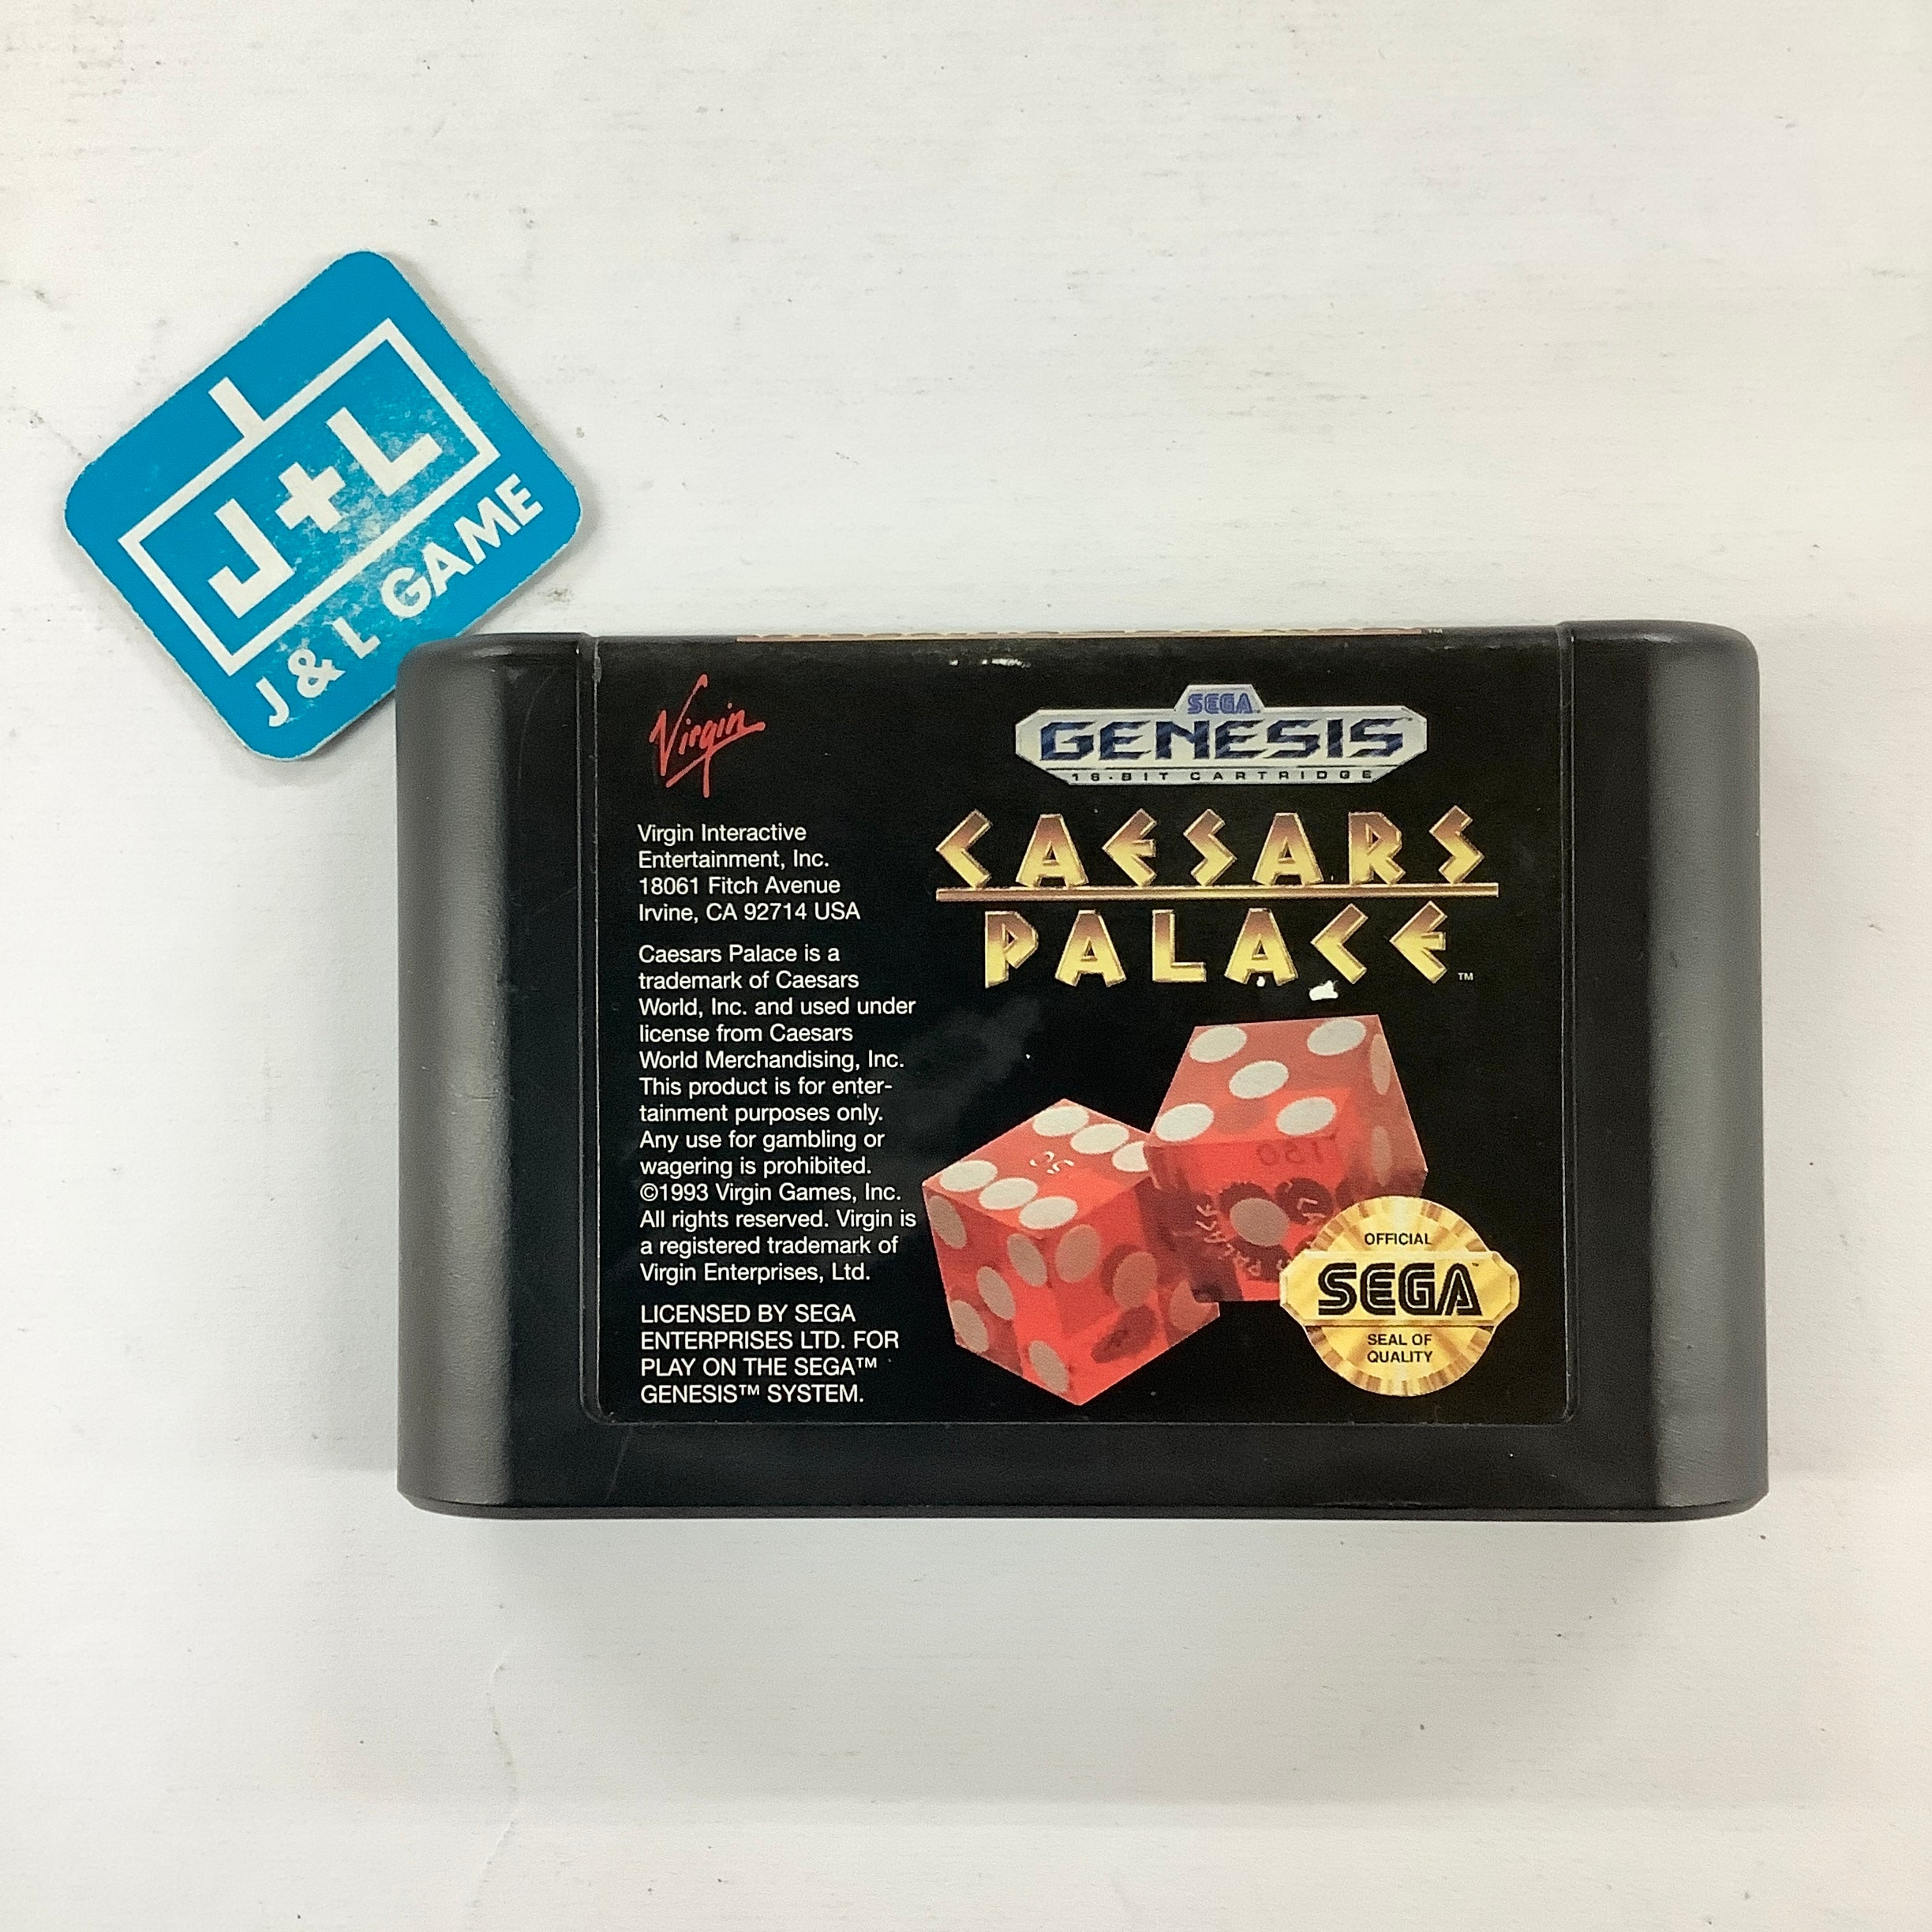 J+L
J & L GAME
Virgin
SEGA
GENESIS
16-BIT CARTRIDGE
CAESARS
PALACE™
Virgin Interactive
Entertainment, Inc.
18061 Fitch Avenue
Irvine, CA 92714 USA
Caesars Palace is a
trademark of Caesars
World, Inc. and used under
license from Caesars
World Merchandising, Inc.
This product is for enter-
tainment purposes only.
Any use for gambling or
wagering is prohibited.
©1993 Virgin Games, Inc.
All rights reserved. Virgin is
a registered trademark of
Virgin Enterprises, Ltd.
LICENSED BY SEGA
ENTERPRISES LTD. FOR
PLAY ON THE SEGA™
GENESIS™ SYSTEM.
OFFICIAL
SEGA™
SEAL OF
QUALITY